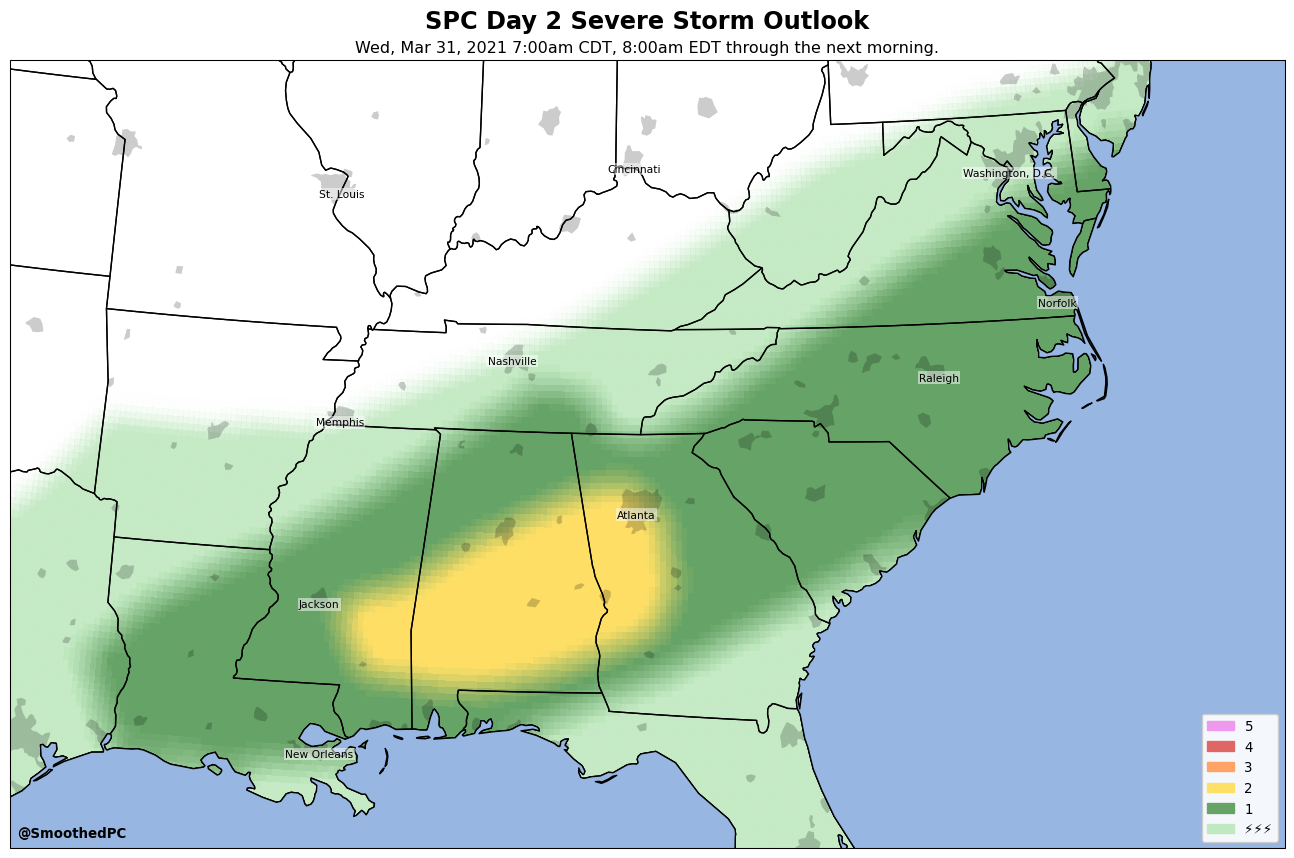 SPC Day 2 Severe Storm Outlook
Wed, Mar 31, 2021 7:00am CDT, 8:00am EDT through the next morning.
Cincinnati
Washington, D.C.
St. Louis
Norfolk
Nashville
Raleigh
Memphis
Atlanta
Jackson
New Orleans
5
4
3
2
1
⚡⚡⚡
@SmoothedPC